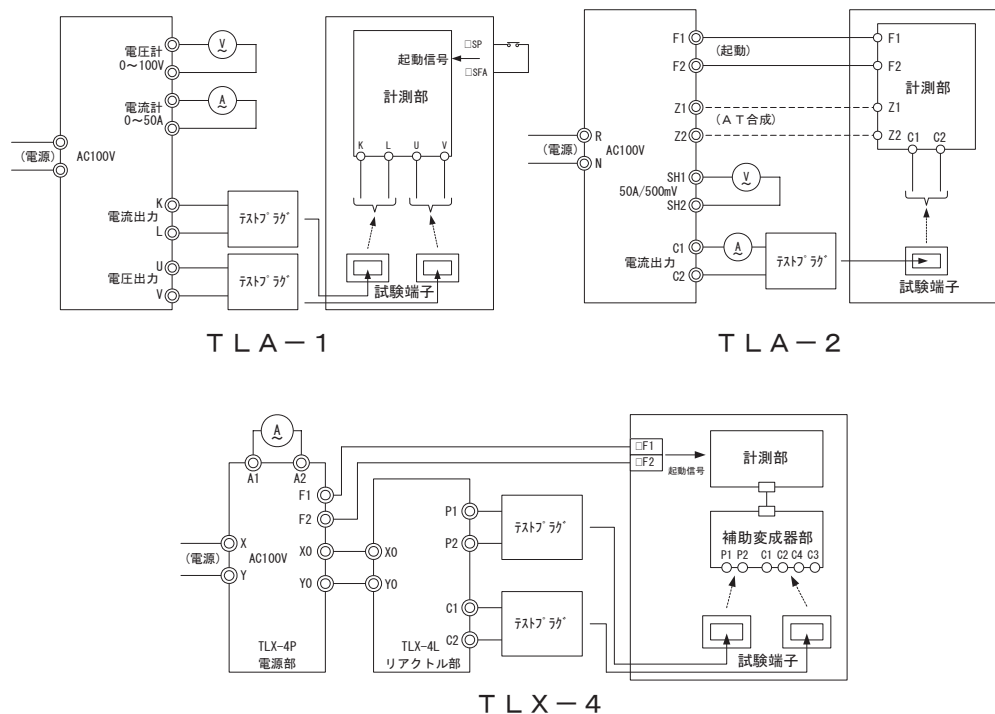 電圧計
0～100V
V
電流計
0～50A
A
(電源)
AC100V
K
電流出力
L
U
電圧出力
V
ﾃｽﾄﾌﾟﾗｸﾞ
ﾃｽﾄﾌﾟﾗｸﾞ
□SP
起動信号
□SFA
計測部
K L U V
試験端子
TLA－1
F1
(起動)
F2
Z1
(AT合成)
Z2
R
(電源)
AC100V
N
SH1
50A/500mV
SH2
V
C1
電流出力
C2
A
ﾃｽﾄﾌﾟﾗｸﾞ
F1
F2
計測部
Z1
Z2
C1 C2
試験端子
TLA－2
A
A1 A2
F1
F2
X
(電源)
AC100V
Y
X0
Y0
TLX-4P
電源部
X0
Y0
P1
P2
C1
C2
TLX-4L
リアクトル部
ﾃｽﾄﾌﾟﾗｸﾞ
ﾃｽﾄﾌﾟﾗｸﾞ
□F1
□F2
起動信号
計測部
補助変成器部
P1 P2 C1 C2 C4 C3
試験端子
TLX－4